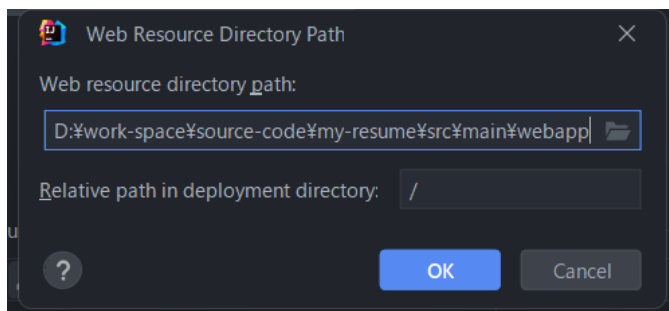 Web Resource Directory Path
Web resource directory path:
D:¥work-space¥source-code¥my-resume¥src¥main¥webapp
Relative path in deployment directory: /
?
OK Cancel